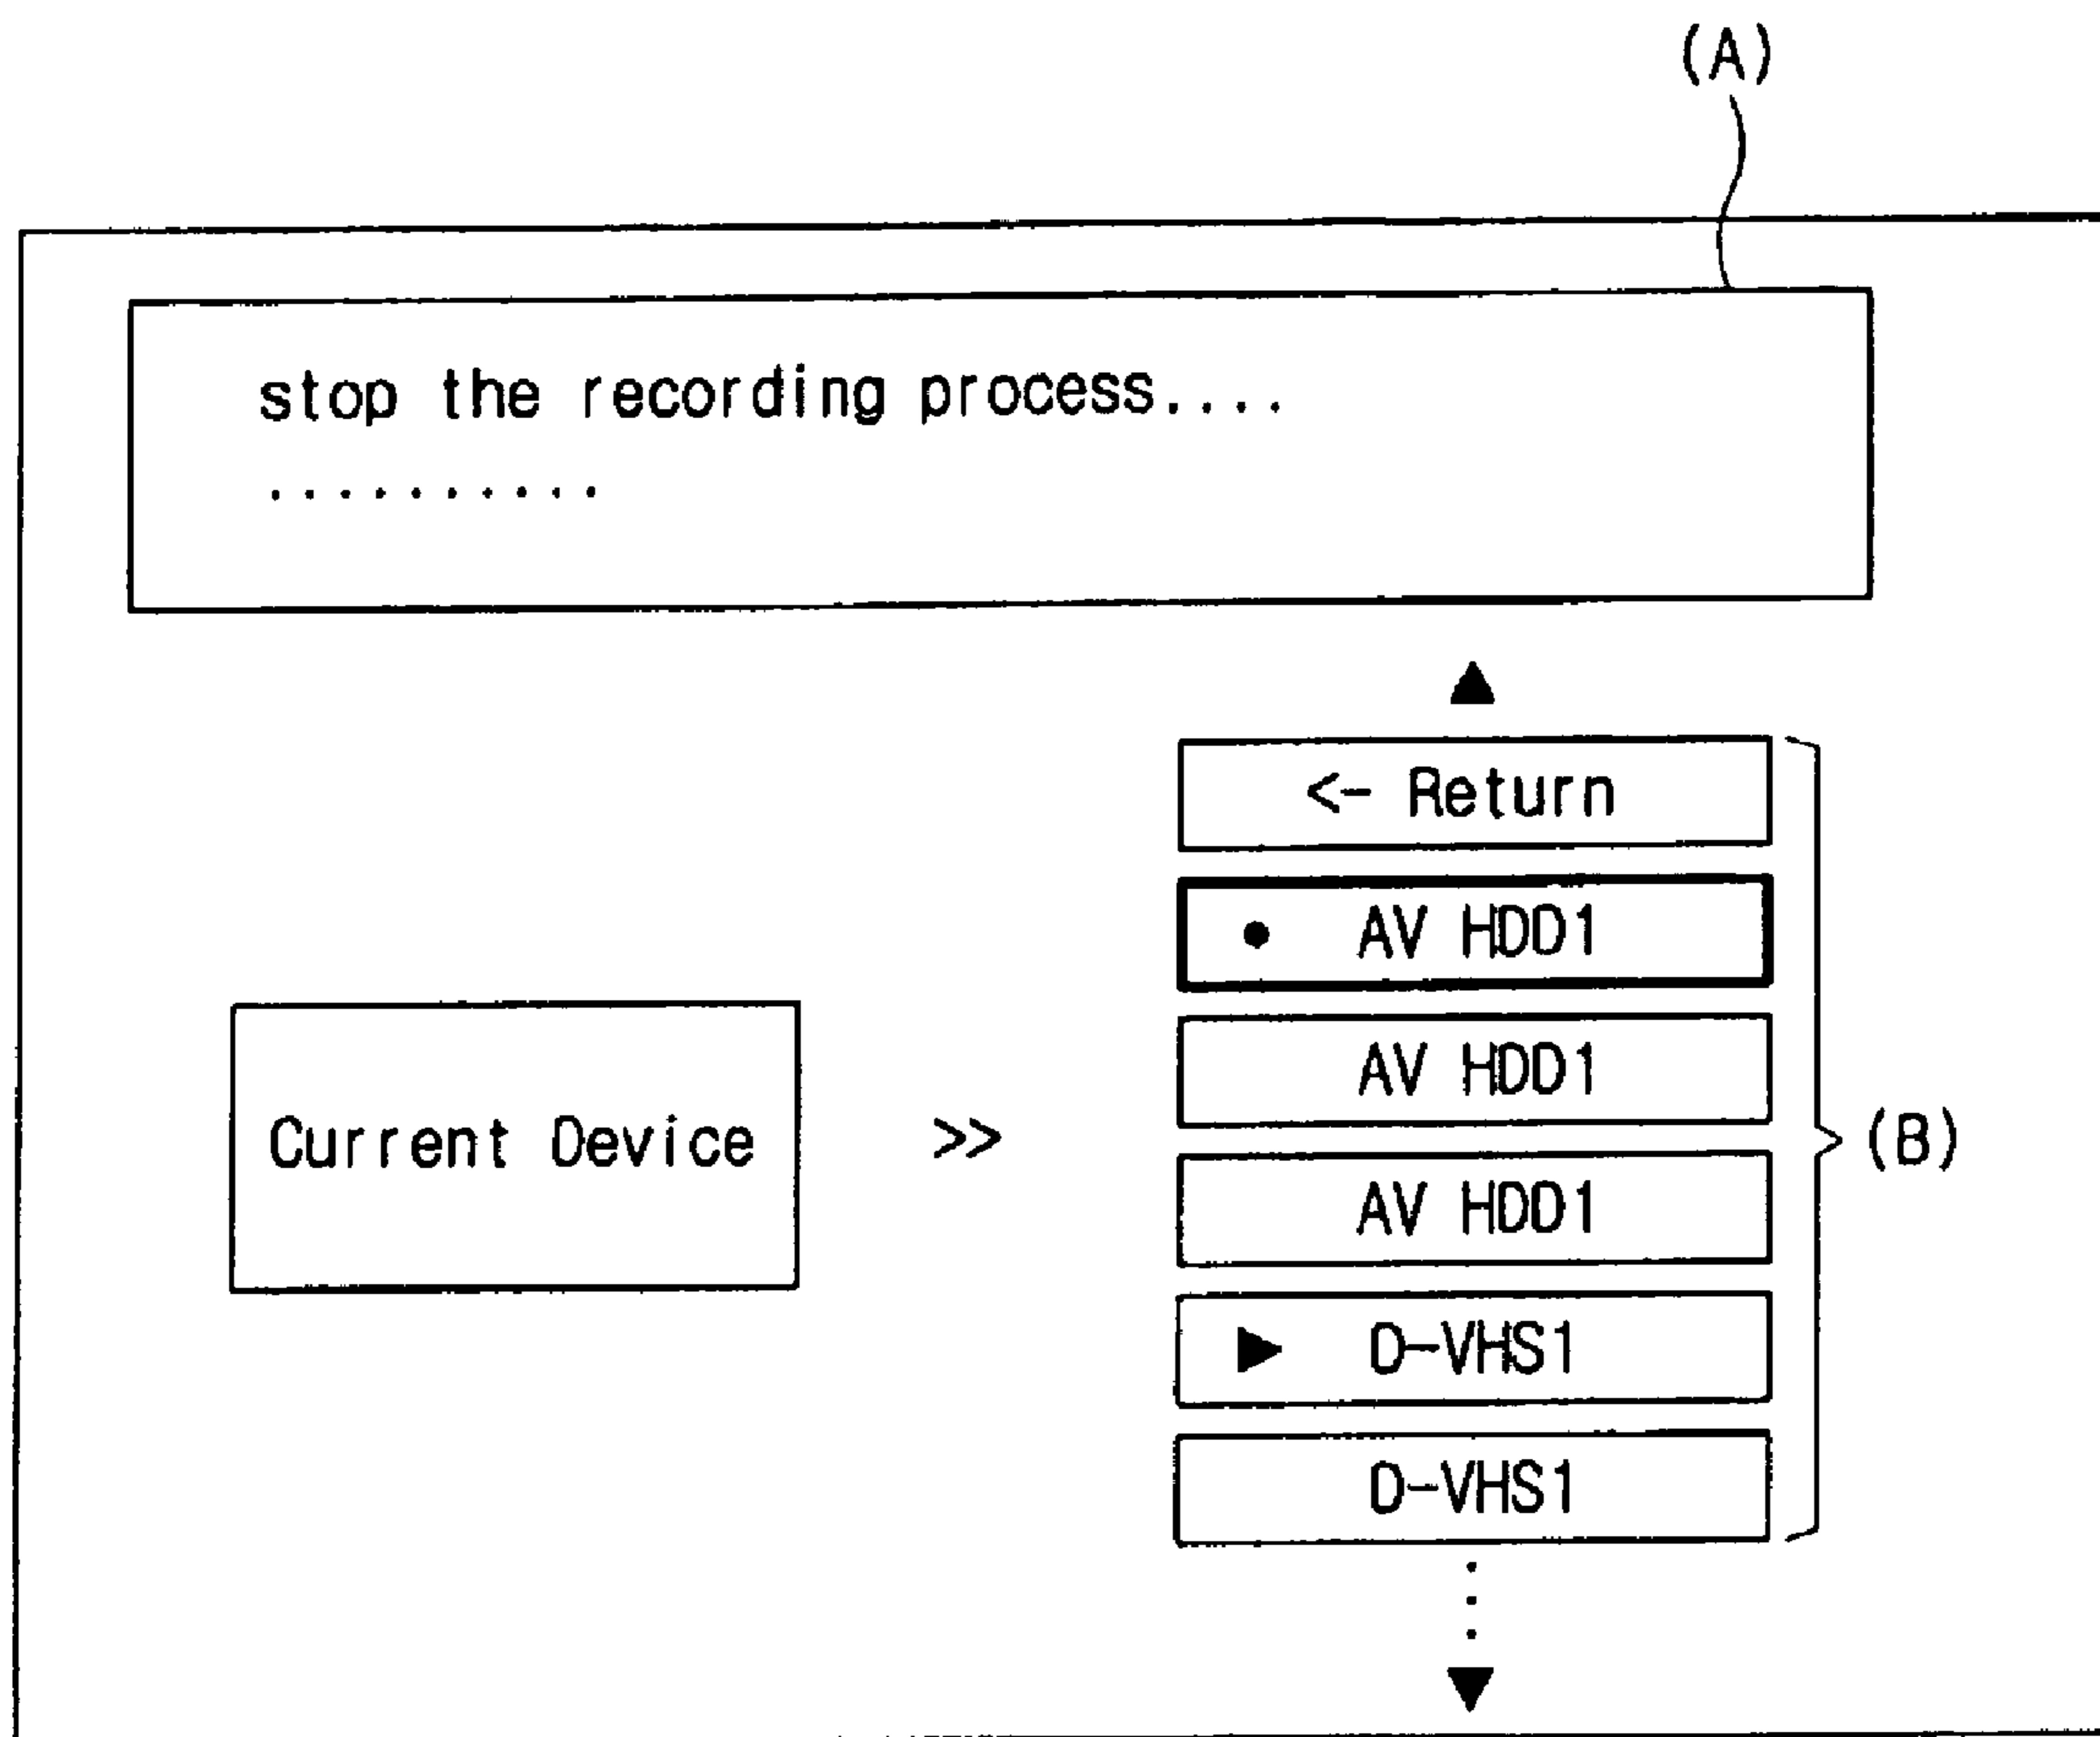 (A)
stop the recording process....
..........
<- Return
● AV HDD1
AV HDD1
AV HDD1
Current Device >>
(B)
▶ D-VHS1
D-VHS1